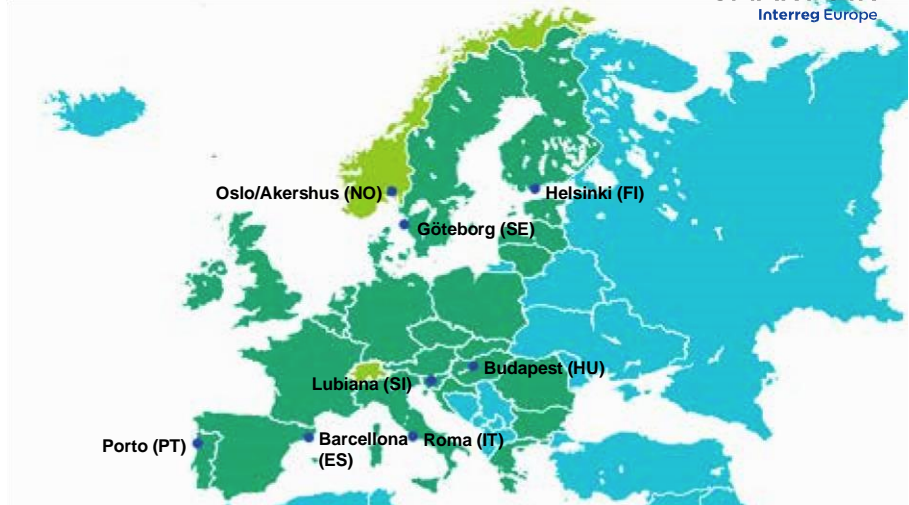 Interreg Europe
Oslo/Akershus (NO)
Helsinki (FI)
Göteborg (SE)
Budapest (HU)
Lubiana (SI)
Porto (PT)
Barcellona
(ES)
Roma (IT)